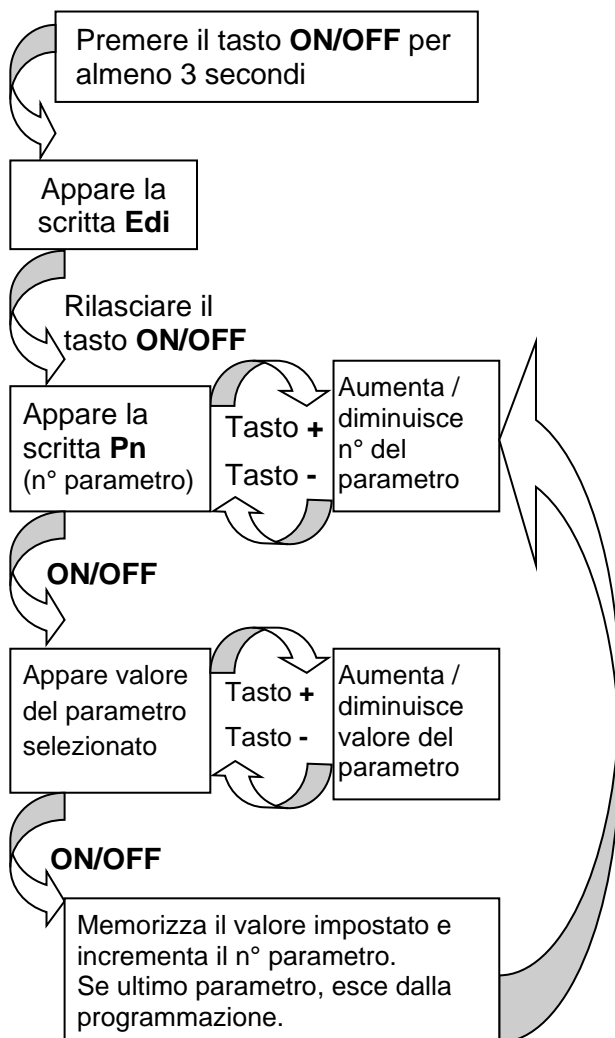 Premere il tasto ON/OFF per
almeno 3 secondi
Appare la
scritta Edi
Rilasciare il
tasto ON/OFF
Appare la
scritta Pn
(n° parametro)
Tasto +
Tasto -
Aumenta /
diminuisce
n° del
parametro
ON/OFF
Appare valore
del parametro
selezionato
Tasto +
Tasto -
Aumenta /
diminuisce
valore del
parametro
ON/OFF
Memorizza il valore impostato e
incrementa il n° parametro.
Se ultimo parametro, esce dalla
programmazione.